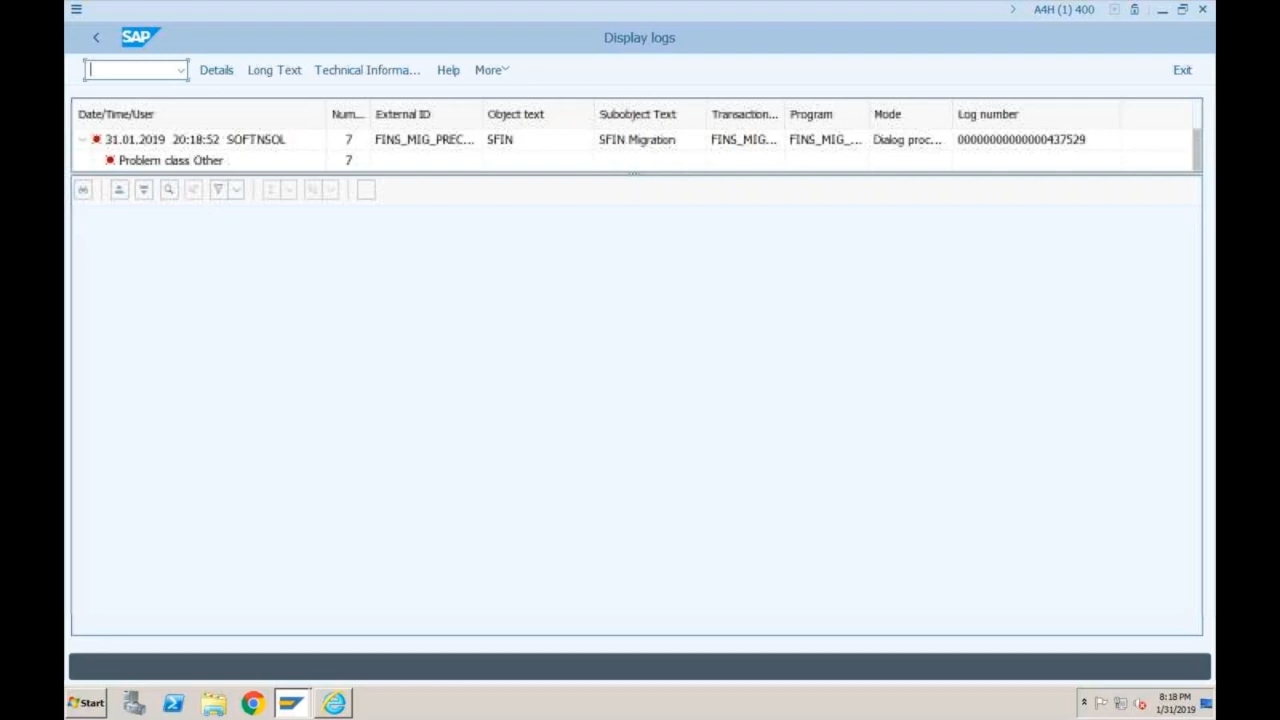 A4H (1) 400
SAP
Display logs
Details Long Text Technical Informa... Help More Exit
Date/Time/User Num... External ID Object text Subobject Text Transaction... Program Mode Log number
31.01.2019 20:18:52 SOFTNSOL 7 FINS_MIG_PREC... SFIN SFIN Migration FINS_MIG... FINS_MIG_... Dialog proc... 00000000000000437529
Problem class Other 7
Start
8:18 PM
1/31/2019